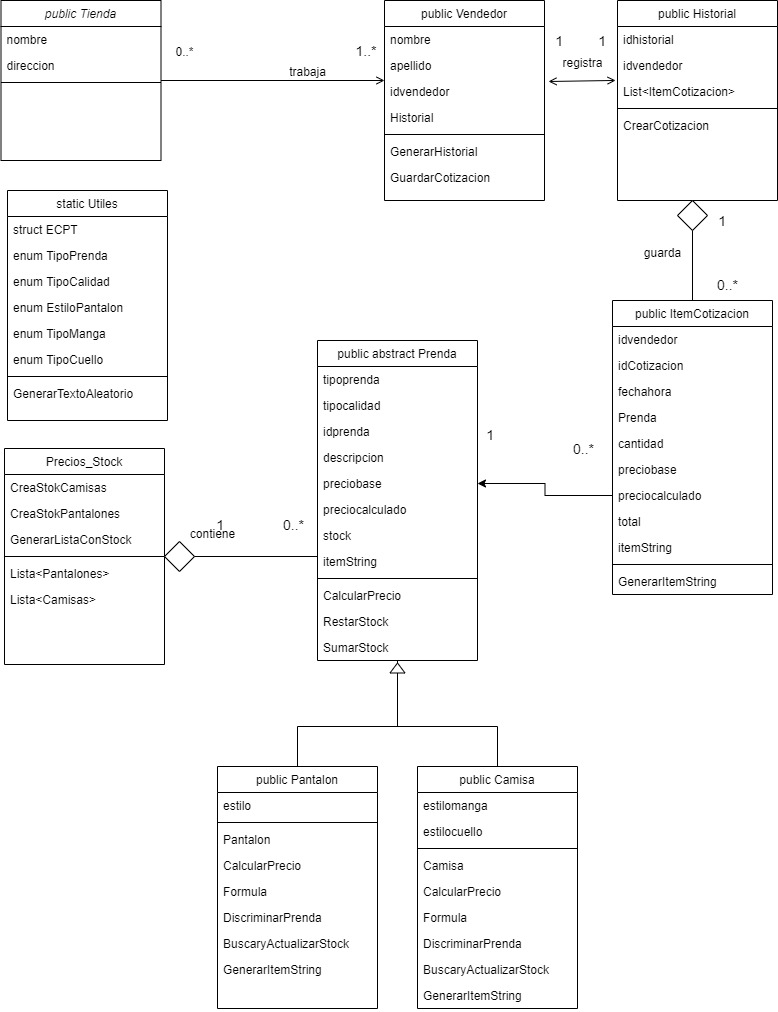 public Tienda
nombre
direccion
0..*
1..*
trabaja
public Vendedor
nombre
apellido
idvendedor
Historial
GenerarHistorial
GuardarCotizacion
1
1
registra
public Historial
idhistorial
idvendedor
List<ItemCotizacion>
CrearCotizacion
1
guarda
0..*
static Utiles
struct ECPT
enum TipoPrenda
enum TipoCalidad
enum EstiloPantalon
enum TipoManga
enum TipoCuello
GenerarTextoAleatorio
public ItemCotizacion
idvendedor
idCotizacion
fechahora
Prenda
cantidad
preciobase
preciocalculado
total
itemString
GenerarItemString
public abstract Prenda
tipoprenda
tipocalidad
idprenda
descripcion
preciobase
preciocalculado
stock
itemString
CalcularPrecio
RestarStock
SumarStock
1
0..*
Precios_Stock
CreaStokCamisas
CreaStokPantalones
GenerarListaConStock
Lista<Pantalones>
Lista<Camisas>
1
contiene
0..*
public Pantalon
estilo
Pantalon
CalcularPrecio
Formula
DiscriminarPrenda
BuscaryActualizarStock
GenerarItemString
public Camisa
estilomanga
estilocuello
Camisa
CalcularPrecio
Formula
DiscriminarPrenda
BuscaryActualizarStock
GenerarItemString